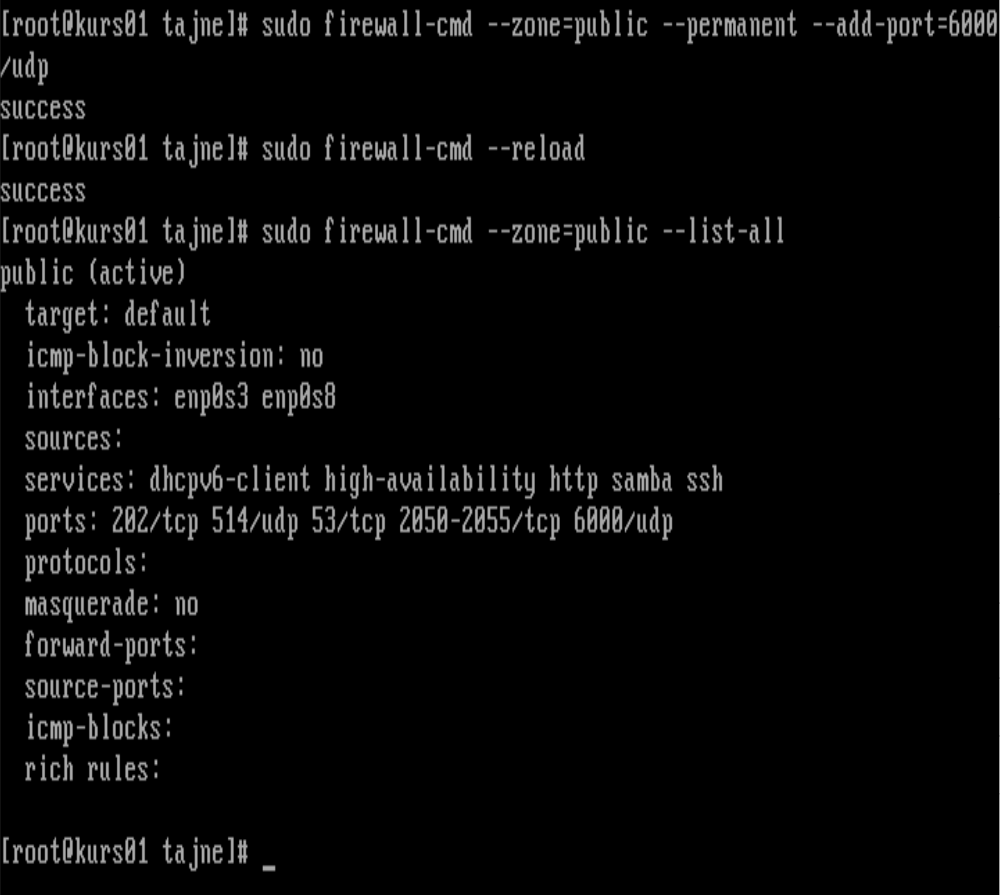 [root@kurs01 tajne]# sudo firewall-cmd --zone=public --permanent --add-port=6000
/udp
success
[root@kurs01 tajne]# sudo firewall-cmd --reload
success
[root@kurs01 tajne]# sudo firewall-cmd --zone=public --list-all
public (active)
  target: default
  icmp-block-inversion: no
  interfaces: enp0s3 enp0s8
  sources:
  services: dhcpv6-client high-availability http samba ssh
  ports: 202/tcp 514/udp 53/tcp 2050-2055/tcp 6000/udp
  protocols:
  masquerade: no
  forward-ports:
  source-ports:
  icmp-blocks:
  rich rules:

[root@kurs01 tajne]# _